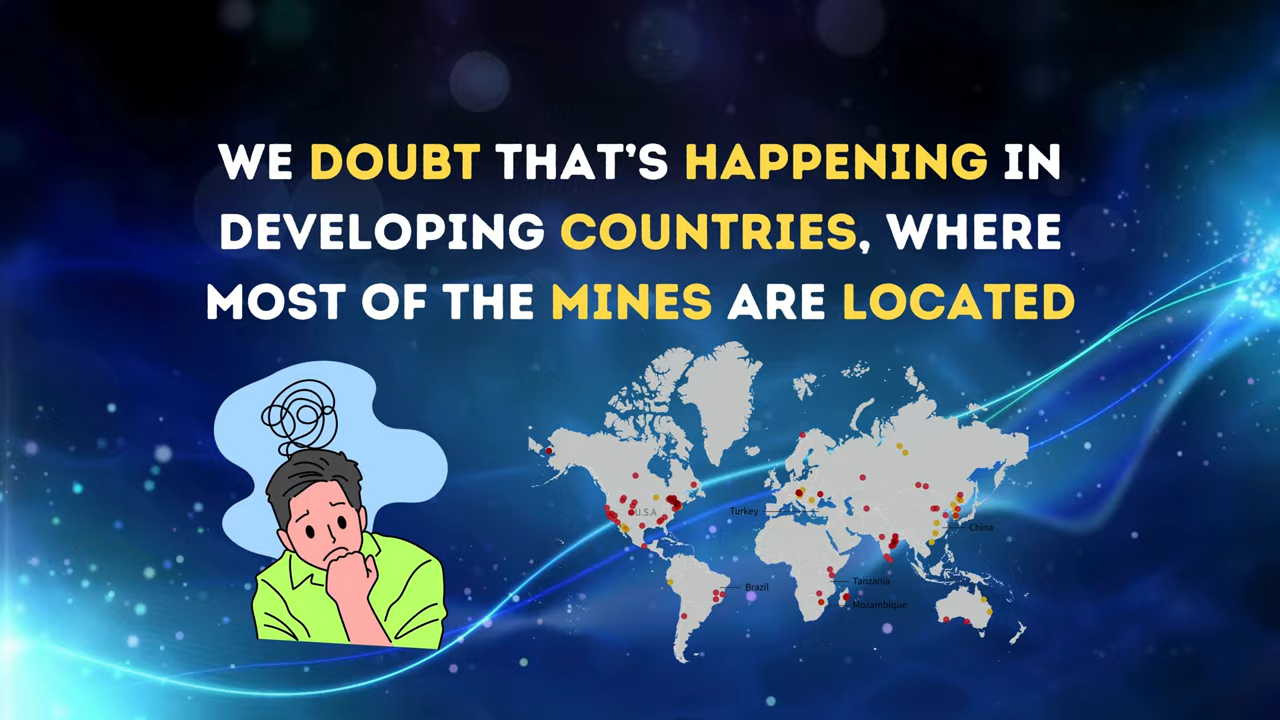 WE DOUBT THAT'S HAPPENING IN
DEVELOPING COUNTRIES, WHERE
MOST OF THE MINES ARE LOCATED
U.S.A
Turkey
China
Brazil
Tanzania
Mozambique